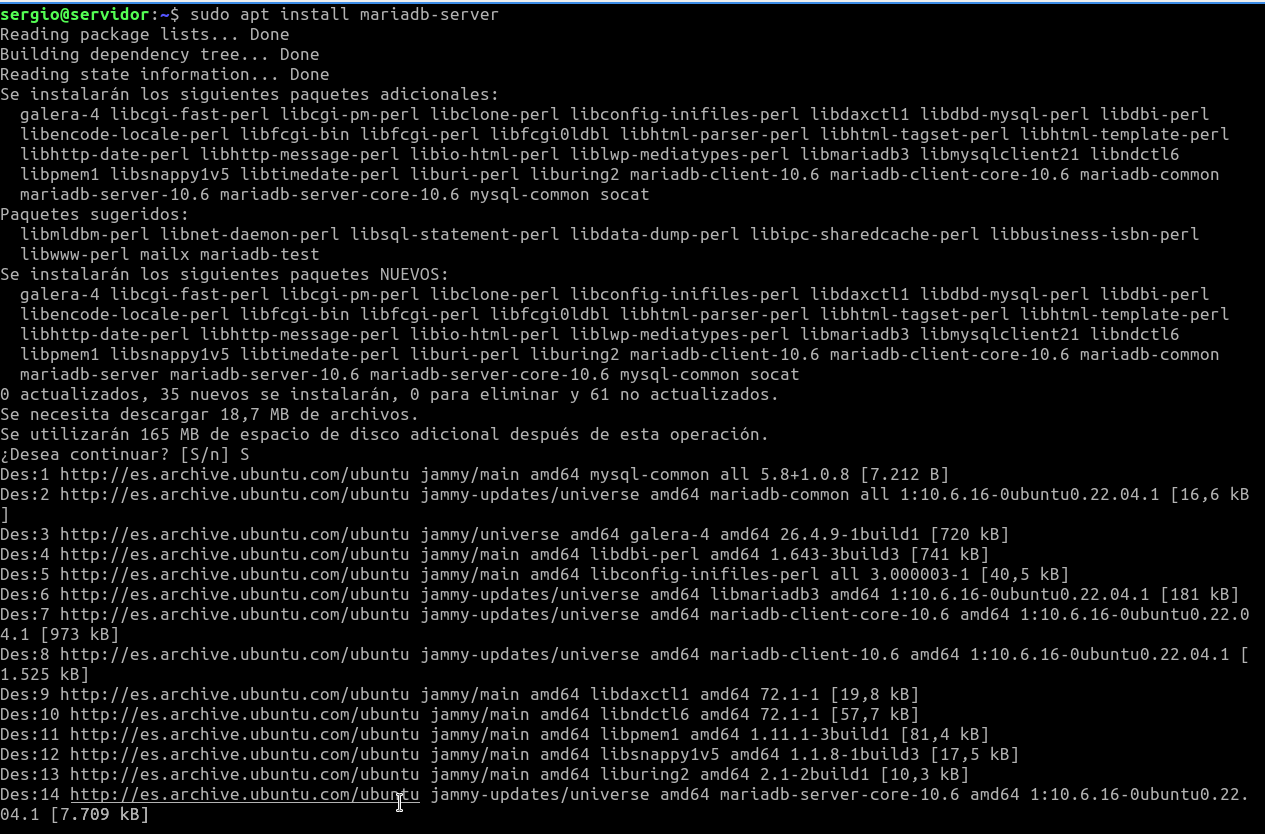 sergio@servidor:~$ sudo apt install mariadb-server
Reading package lists... Done
Building dependency tree... Done
Reading state information... Done
Se instalarán los siguientes paquetes adicionales:
  galera-4 libcgi-fast-perl libcgi-pm-perl libclone-perl libconfig-inifiles-perl libdaxctl1 libdbd-mysql-perl libdbi-perl
  libencode-locale-perl libfcgi-bin libfcgi-perl libfcgi0ldbl libhtml-parser-perl libhtml-tagset-perl libhtml-template-perl
  libhttp-date-perl libhttp-message-perl libio-html-perl liblwp-mediatypes-perl libmariadb3 libmysqlclient21 libndctl6
  libpmem1 libsnappy1v5 libtimedate-perl liburi-perl liburing2 mariadb-client-10.6 mariadb-client-core-10.6 mariadb-common
  mariadb-server-10.6 mariadb-server-core-10.6 mysql-common socat
Paquetes sugeridos:
  libmldbm-perl libnet-daemon-perl libsql-statement-perl libdata-dump-perl libipc-sharedcache-perl libbusiness-isbn-perl
  libwww-perl mailx mariadb-test
Se instalarán los siguientes paquetes NUEVOS:
  galera-4 libcgi-fast-perl libcgi-pm-perl libclone-perl libconfig-inifiles-perl libdaxctl1 libdbd-mysql-perl libdbi-perl
  libencode-locale-perl libfcgi-bin libfcgi-perl libfcgi0ldbl libhtml-parser-perl libhtml-tagset-perl libhtml-template-perl
  libhttp-date-perl libhttp-message-perl libio-html-perl liblwp-mediatypes-perl libmariadb3 libmysqlclient21 libndctl6
  libpmem1 libsnappy1v5 libtimedate-perl liburi-perl liburing2 mariadb-client-10.6 mariadb-client-core-10.6 mariadb-common
  mariadb-server mariadb-server-10.6 mariadb-server-core-10.6 mysql-common socat
0 actualizados, 35 nuevos se instalarán, 0 para eliminar y 61 no actualizados.
Se necesita descargar 18,7 MB de archivos.
Se utilizarán 165 MB de espacio de disco adicional después de esta operación.
¿Desea continuar? [S/n] S
Des:1 http://es.archive.ubuntu.com/ubuntu jammy/main amd64 mysql-common all 5.8+1.0.8 [7.212 B]
Des:2 http://es.archive.ubuntu.com/ubuntu jammy-updates/universe amd64 mariadb-common all 1:10.6.16-0ubuntu0.22.04.1 [16,6 kB
]
Des:3 http://es.archive.ubuntu.com/ubuntu jammy/universe amd64 galera-4 amd64 26.4.9-1build1 [720 kB]
Des:4 http://es.archive.ubuntu.com/ubuntu jammy/main amd64 libdbi-perl amd64 1.643-3build3 [741 kB]
Des:5 http://es.archive.ubuntu.com/ubuntu jammy/main amd64 libconfig-inifiles-perl all 3.000003-1 [40,5 kB]
Des:6 http://es.archive.ubuntu.com/ubuntu jammy-updates/universe amd64 libmariadb3 amd64 1:10.6.16-0ubuntu0.22.04.1 [181 kB]
Des:7 http://es.archive.ubuntu.com/ubuntu jammy-updates/universe amd64 mariadb-client-core-10.6 amd64 1:10.6.16-0ubuntu0.22.0
4.1 [973 kB]
Des:8 http://es.archive.ubuntu.com/ubuntu jammy-updates/universe amd64 mariadb-client-10.6 amd64 1:10.6.16-0ubuntu0.22.04.1 [
1.525 kB]
Des:9 http://es.archive.ubuntu.com/ubuntu jammy/main amd64 libdaxctl1 amd64 72.1-1 [19,8 kB]
Des:10 http://es.archive.ubuntu.com/ubuntu jammy/main amd64 libndctl6 amd64 72.1-1 [57,7 kB]
Des:11 http://es.archive.ubuntu.com/ubuntu jammy/main amd64 libpmem1 amd64 1.11.1-3build1 [81,4 kB]
Des:12 http://es.archive.ubuntu.com/ubuntu jammy/main amd64 libsnappy1v5 amd64 1.1.8-1build3 [17,5 kB]
Des:13 http://es.archive.ubuntu.com/ubuntu jammy/main amd64 liburing2 amd64 2.1-2build1 [10,3 kB]
Des:14 http://es.archive.ubuntu.com/ubuntu jammy-updates/universe amd64 mariadb-server-core-10.6 amd64 1:10.6.16-0ubuntu0.22.
04.1 [7.709 kB]